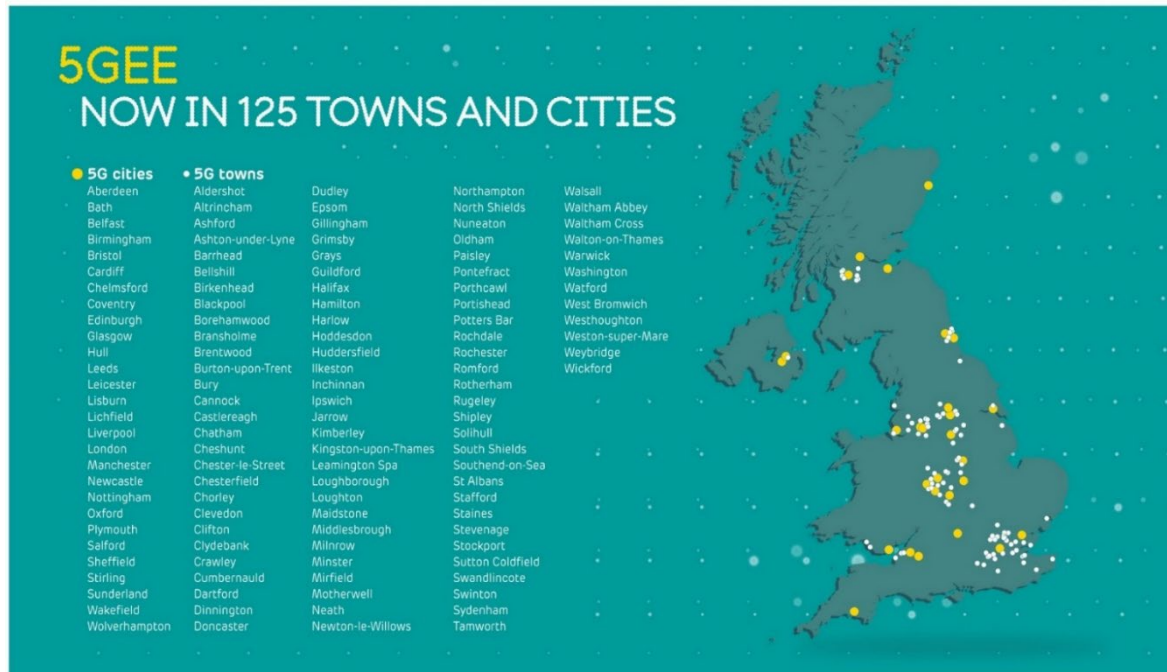 5GEE
NOW IN 125 TOWNS AND CITIES
5G cities
Aberdeen
Bath
Belfast
Birmingham
Bristol
Cardiff
Chelmsford
Coventry
Edinburgh
Glasgow
Hull
Leeds
Leicester
Lisburn
Lichfield
Liverpool
London
Manchester
Newcastle
Nottingham
Oxford
Plymouth
Salford
Sheffield
Stirling
Sunderland
Wakefield
Wolverhampton
5G towns
Aldershot
Altrincham
Ashford
Ashton-under-Lyne
Barrhead
Bellshill
Birkenhead
Blackpool
Borehamwood
Bransholme
Brentwood
Burton-upon-Trent
Bury
Cannock
Castlereagh
Chatham
Cheshunt
Chester-le-Street
Chesterfield
Chorley
Clevedon
Clifton
Clydebank
Crawley
Cumbernauld
Dartford
Dinnington
Doncaster
Dudley
Epsom
Gillingham
Grimsby
Grays
Guildford
Halifax
Hamilton
Harlow
Hoddesdon
Huddersfield
Ilkeston
Inchinnan
Ipswich
Jarrow
Kimberley
Kingston-upon-Thames
Leamington Spa
Loughborough
Loughton
Maidstone
Middlesbrough
Milnrow
Minster
Mirfield
Motherwell
Neath
Newton-le-Willows
Northampton
North Shields
Nuneaton
Oldham
Paisley
Pontefract
Porthcawl
Portishead
Potters Bar
Rochdale
Rochester
Romford
Rotherham
Rugeley
Shipley
Solihull
South Shields
Southend-on-Sea
St Albans
Stafford
Staines
Stevenage
Stockport
Sutton Coldfield
Swandlincote
Swinton
Sydenham
Tamworth
Walsall
Waltham Abbey
Waltham Cross
Walton-on-Thames
Warwick
Washington
Watford
West Bromwich
Westhoughton
Weston-super-Mare
Weybridge
Wickford